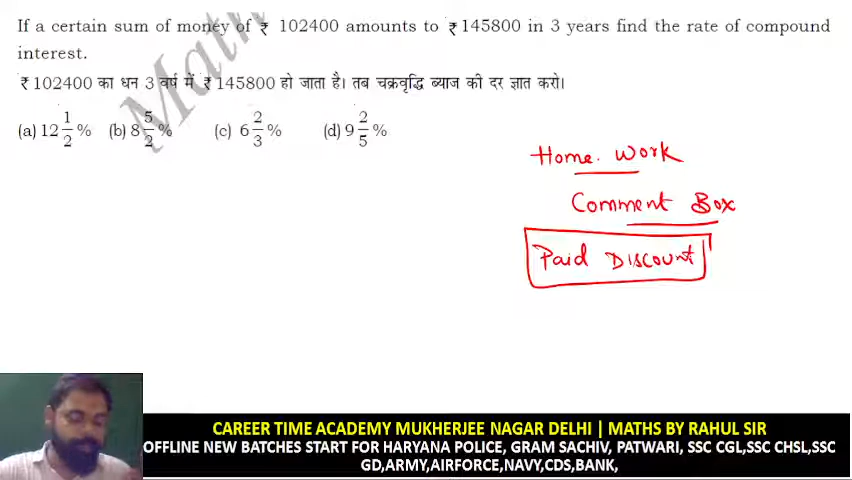 If a certain sum of money of ₹ 102400 amounts to ₹145800 in 3 years find the rate of compound
interest.
₹102400 का धन 3 वर्ष में ₹145800 हो जाता है। तब चक्रवृद्धि ब्याज की दर ज्ञात करो।
(a) 12 1/2 % (b) 8 5/2 % (c) 6 2/3 % (d) 9 2/5 %
Home. Work
Comment Box
Paid Discount
Math
CAREER TIME ACADEMY MUKHERJEE NAGAR DELHI | MATHS BY RAHUL SIR
OFFLINE NEW BATCHES START FOR HARYANA POLICE, GRAM SACHIV, PATWARI, SSC CGL,SSC CHSL,SSC
GD,ARMY,AIRFORCE,NAVY,CDS,BANK,